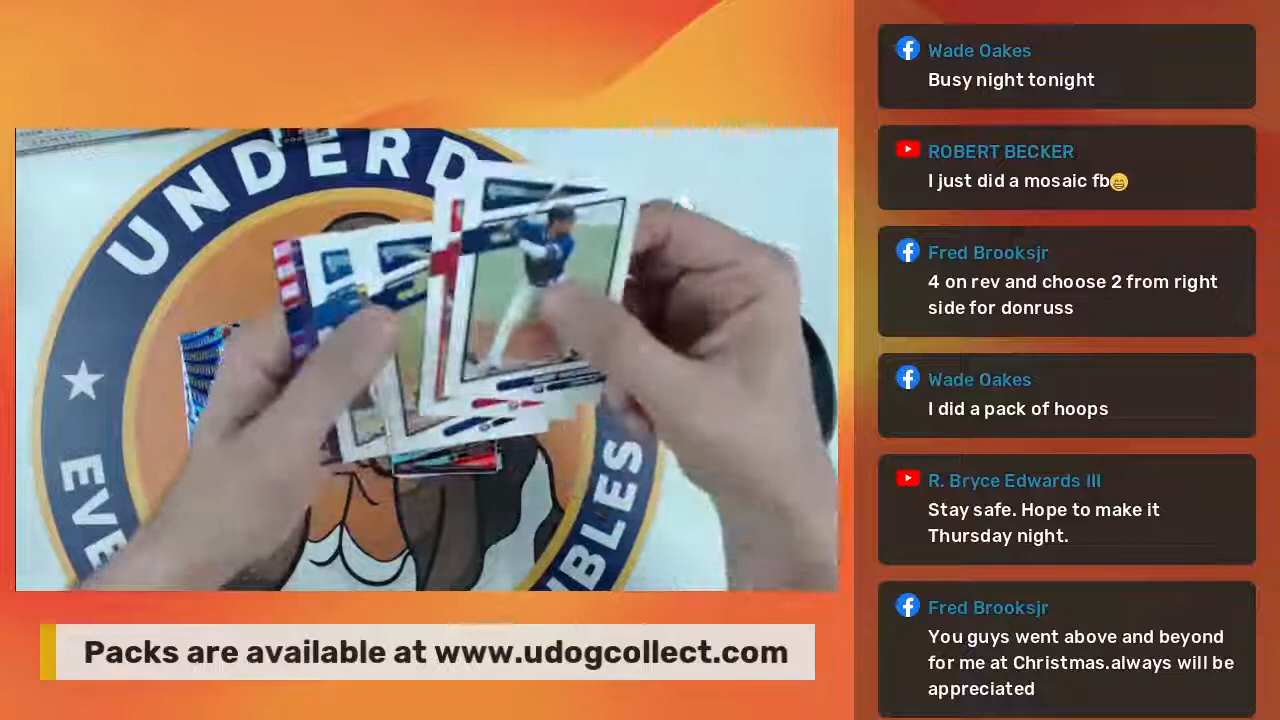 UNDERD
EVE
BLES
Packs are available at www.udogcollect.com
Wade Oakes
Busy night tonight
ROBERT BECKER
I just did a mosaic fb😁
Fred Brooksjr
4 on rev and choose 2 from right
side for donruss
Wade Oakes
I did a pack of hoops
R. Bryce Edwards III
Stay safe. Hope to make it
Thursday night.
Fred Brooksjr
You guys went above and beyond
for me at Christmas.always will be
appreciated